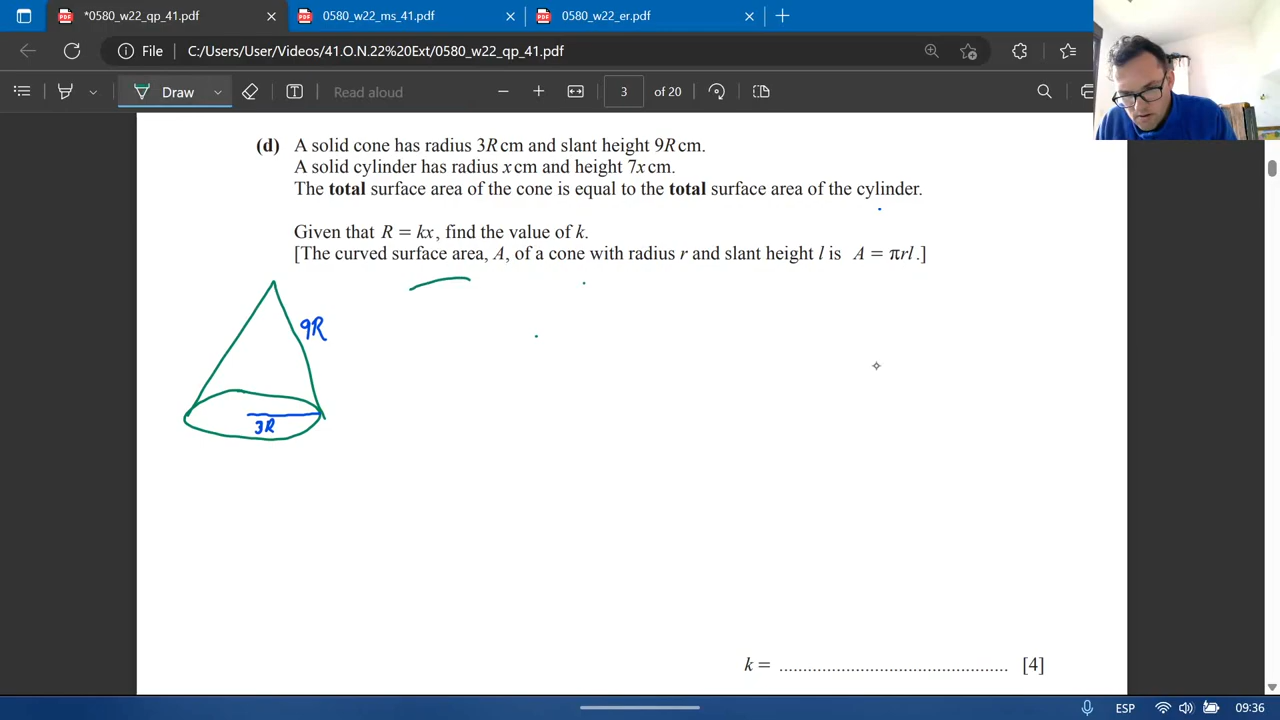 *0580_w22_qp_41.pdf
0580_w22_ms_41.pdf
0580_w22_er.pdf
File
C:/Users/User/Videos/41.O.N.22%20Ext/0580_w22_qp_41.pdf
Draw
Read aloud
3
of 20
(d) A solid cone has radius 3R cm and slant height 9R cm.
A solid cylinder has radius x cm and height 7x cm.
The total surface area of the cone is equal to the total surface area of the cylinder.
Given that R = kx, find the value of k.
[The curved surface area, A, of a cone with radius r and slant height l is A = πrl.]
9R
3R
k = .................................................. [4]
ESP
09:36